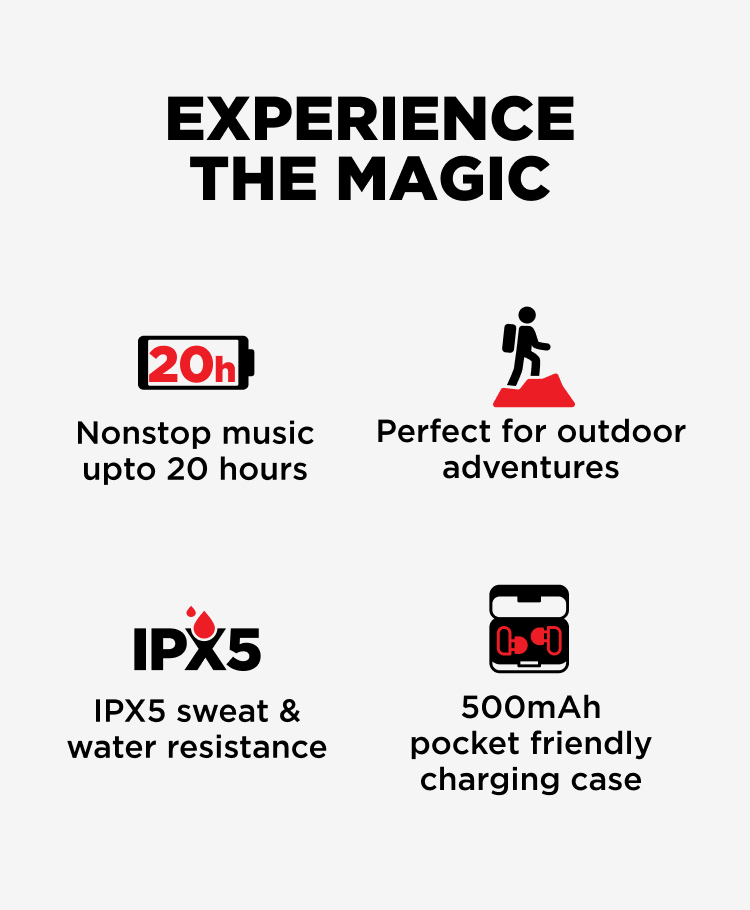 EXPERIENCE
THE MAGIC
20h
Nonstop music
upto 20 hours
Perfect for outdoor
adventures
IPX5
IPX5 sweat &
water resistance
500mAh
pocket friendly
charging case